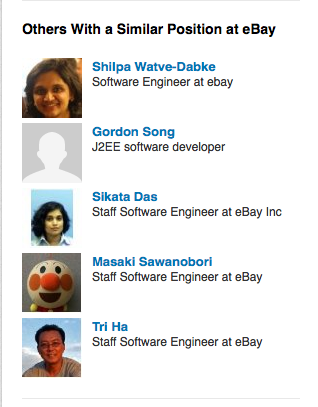 Others With a Similar Position at eBay
Shilpa Watve-Dabke
Software Engineer at ebay
Gordon Song
J2EE software developer
Sikata Das
Staff Software Engineer at eBay Inc
Masaki Sawanobori
Staff Software Engineer at eBay
Tri Ha
Staff Software Engineer at eBay